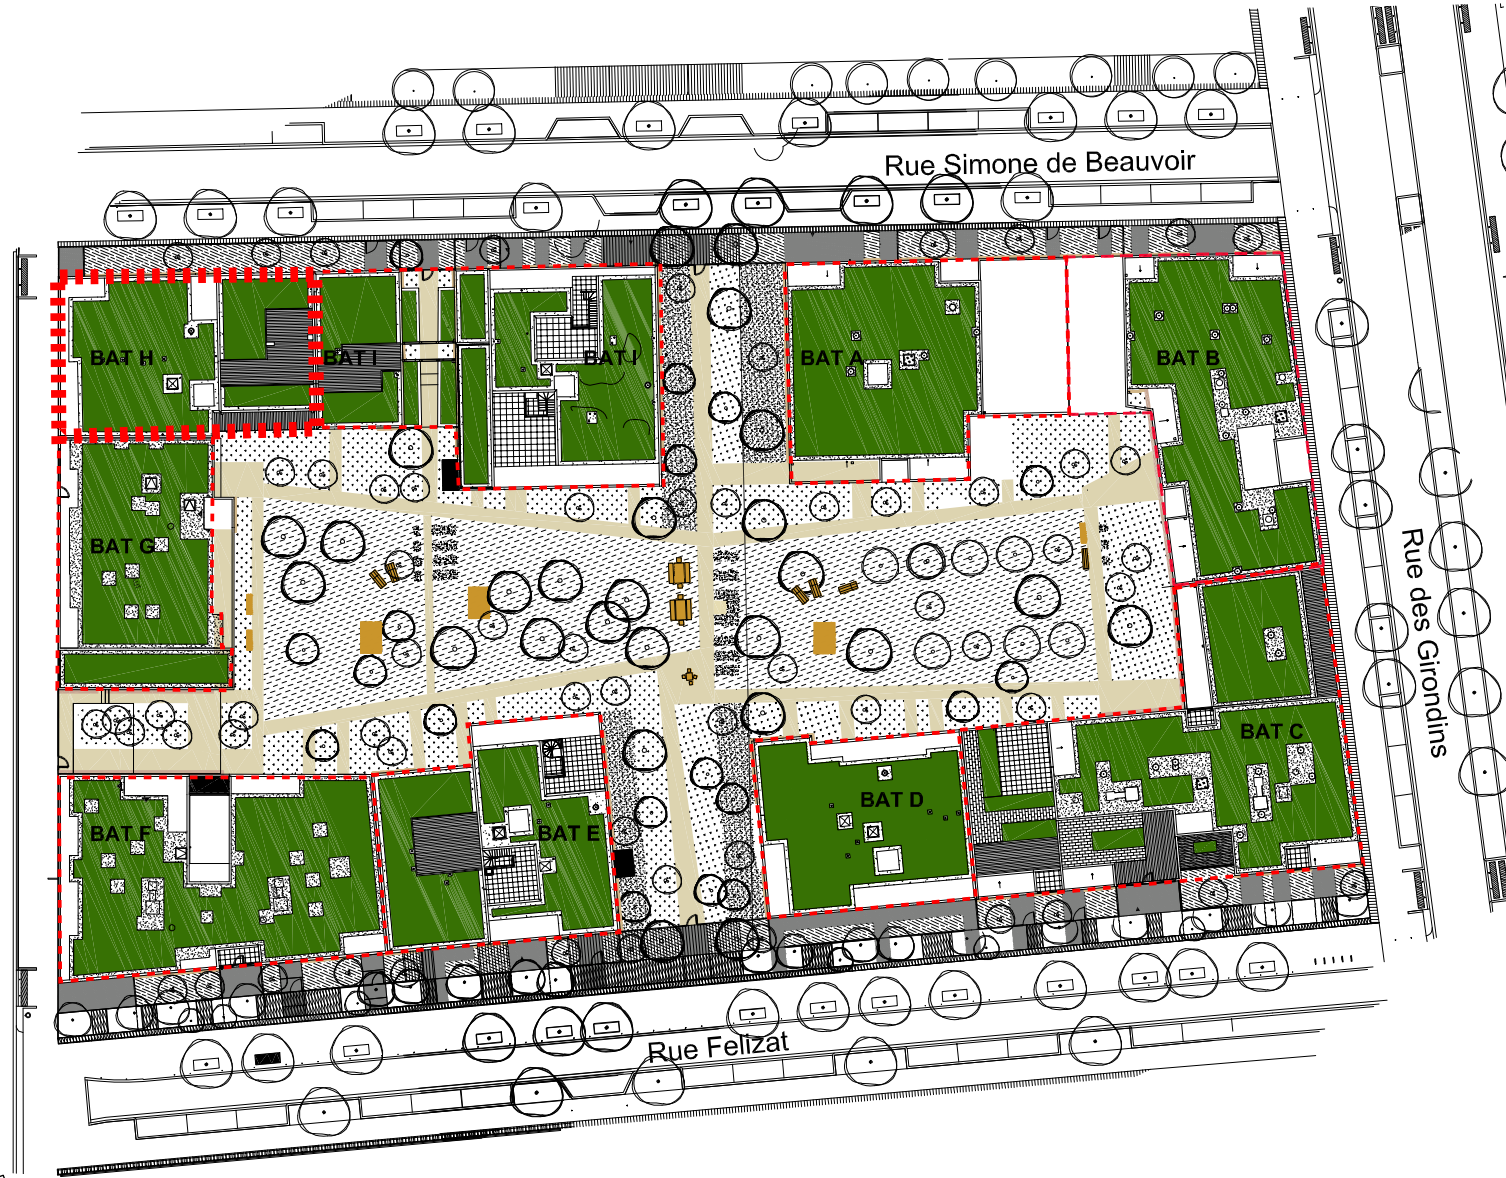 Rue Simone de Beauvoir
BAT H
BAT I
BAT I
BAT A
BAT B
BAT G
Rue des Girondins
BAT C
BAT F
BAT E
BAT D
Rue Felizat